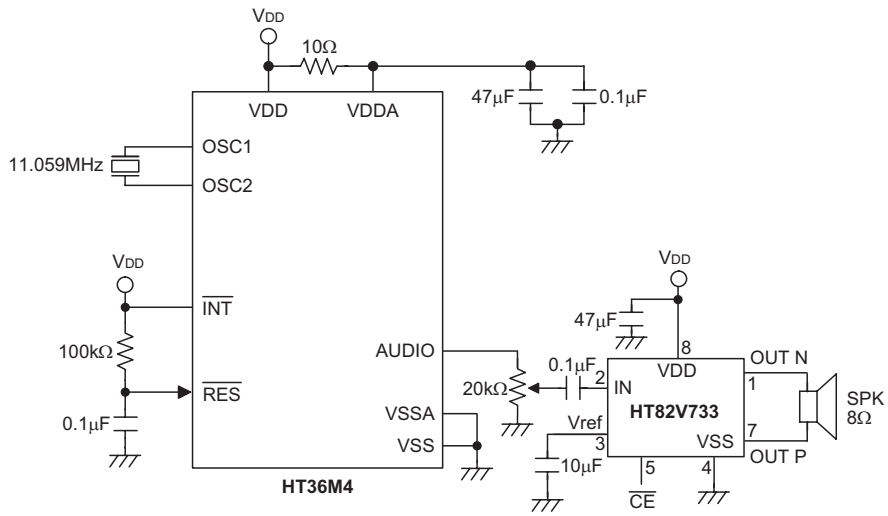 VDD
10Ω
VDD
VDDA
47µF
0.1µF
OSC1
11.059MHz
OSC2
VDD
INT
100kΩ
RES
0.1µF
AUDIO
VSSA
VSS
HT36M4
20kΩ
0.1µF
VDD
47µF
8
VDD
2
IN
HT82V733
OUT N
1
SPK
8Ω
Vref
3
10µF
VSS
7
OUT P
5
4
CE